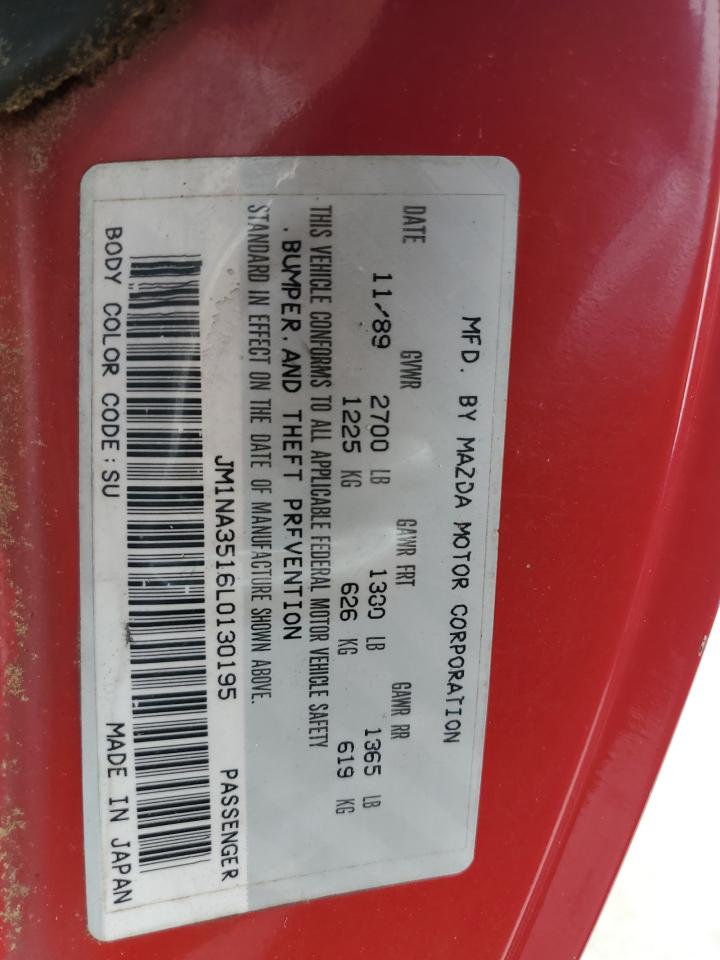 MFD. BY MAZDA MOTOR CORPORATION
DATE GVWR GAWR FRT GAWR RR
11/89 2700 LB 1380 LB 1365 LB
1225 KG 626 KG 619 KG
THIS VEHICLE CONFORMS TO ALL APPLICABLE FEDERAL MOTOR VEHICLE SAFETY
. BUMPER, AND THEFT PREVENTION
STANDARD IN EFFECT ON THE DATE OF MANUFACTURE SHOWN ABOVE.
JM1NA3516L0130195 PASSENGER
BODY COLOR CODE: SU MADE IN JAPAN